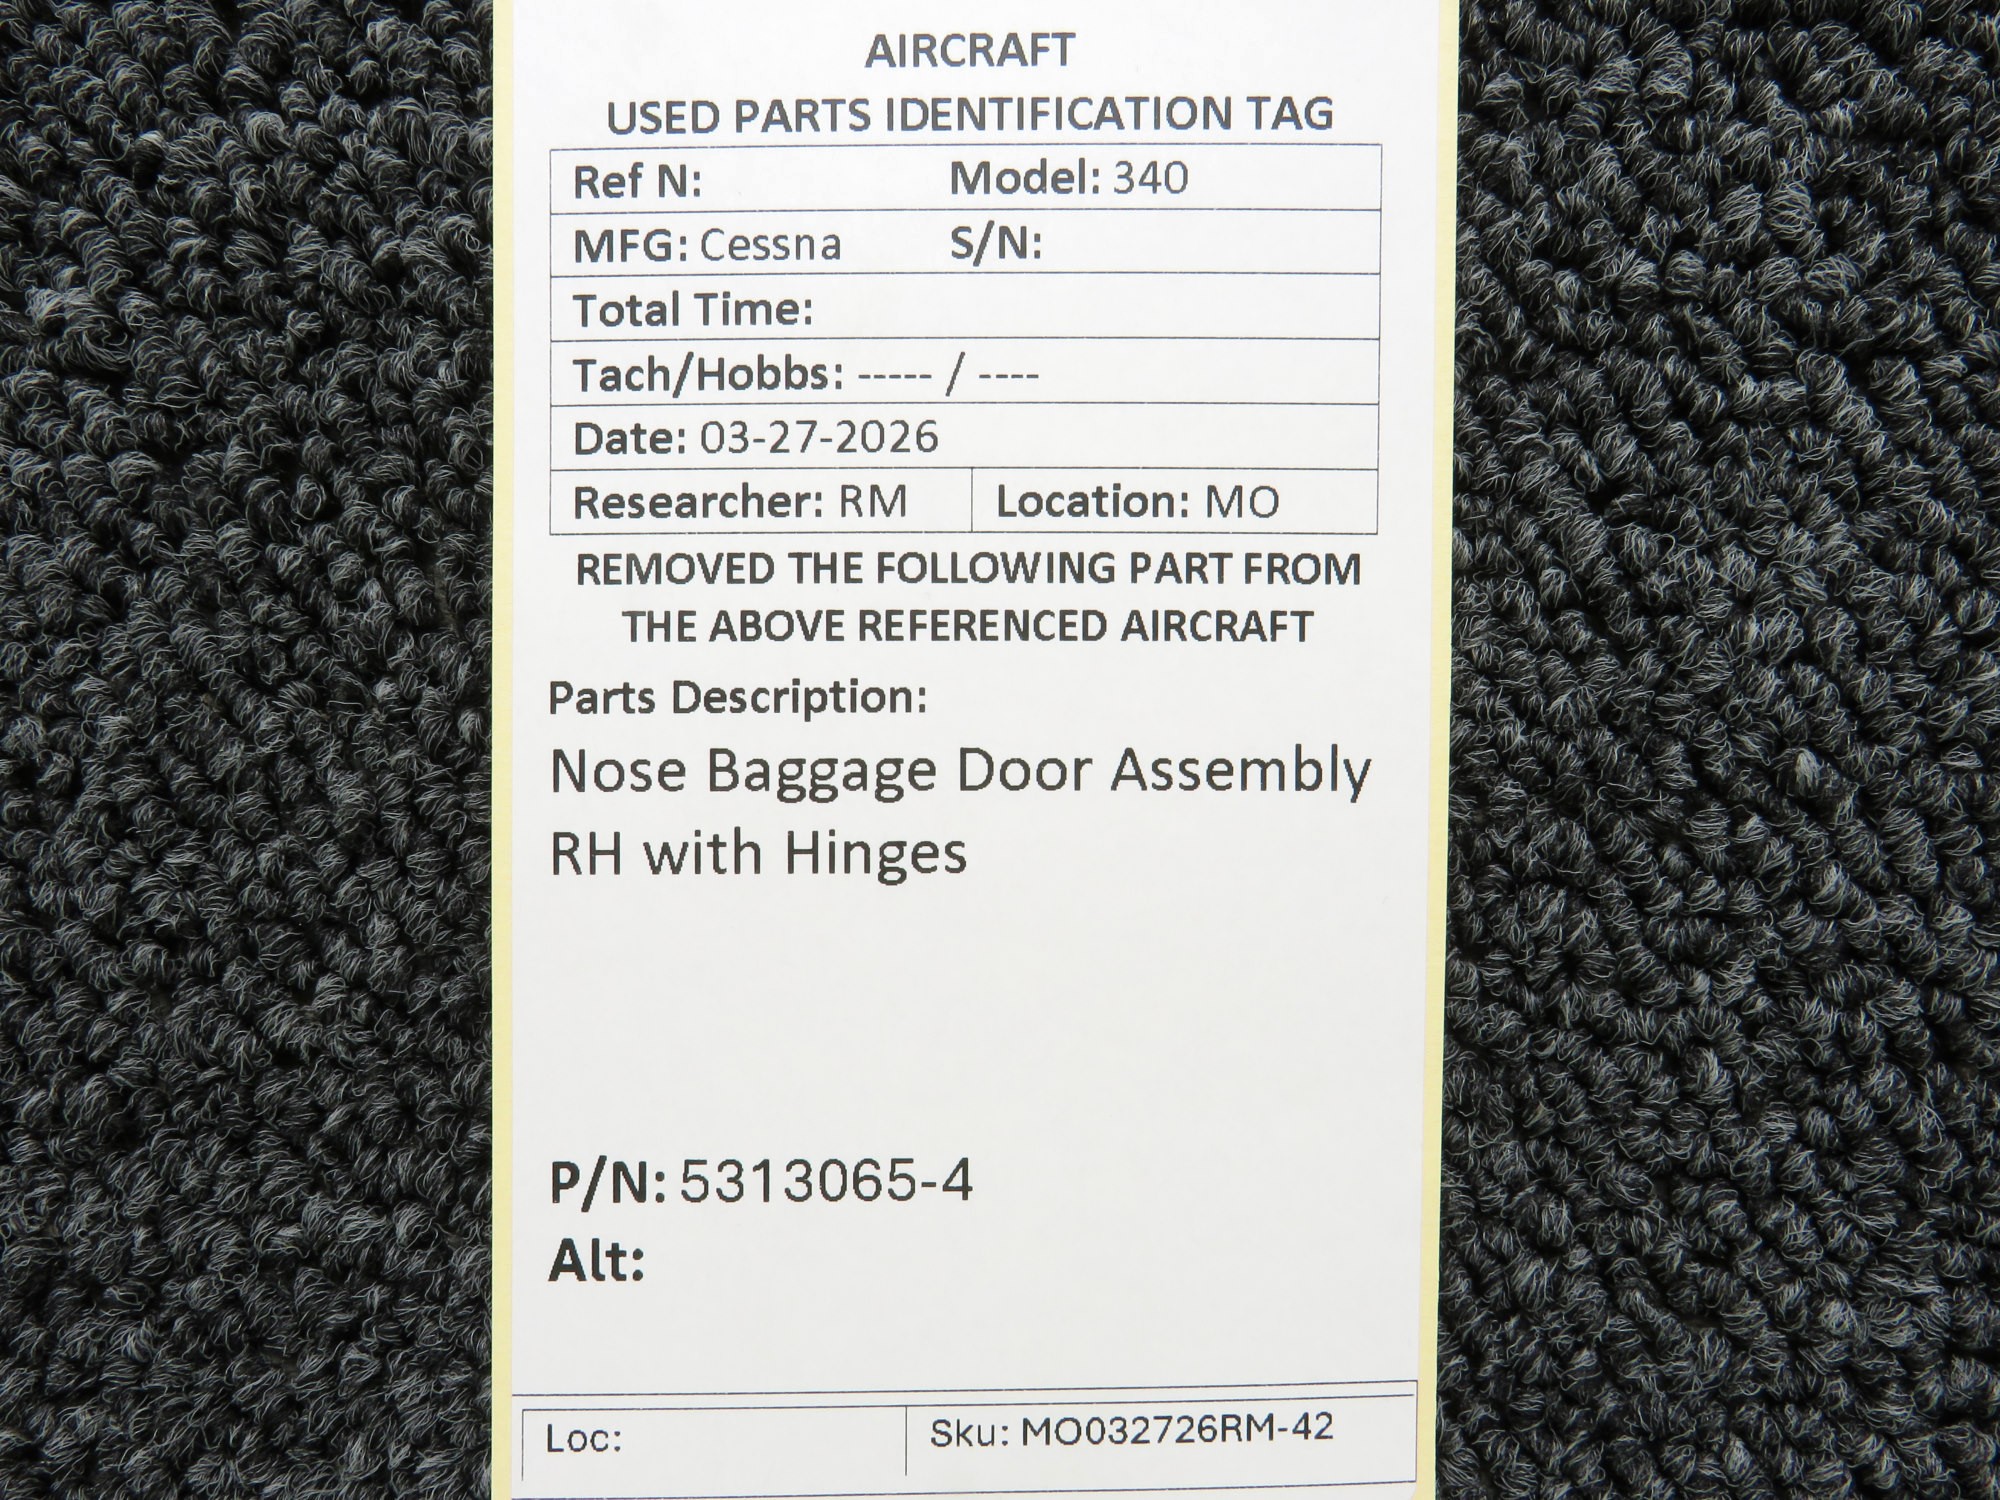 AIRCRAFT
USED PARTS IDENTIFICATION TAG
Ref N: Model: 340
MFG: Cessna S/N:
Total Time:
Tach/Hobbs: ----- / ----
Date: 03-27-2026
Researcher: RM Location: MO
REMOVED THE FOLLOWING PART FROM
THE ABOVE REFERENCED AIRCRAFT
Parts Description:
Nose Baggage Door Assembly
RH with Hinges
P/N: 5313065-4
Alt:
Loc: Sku: MO032726RM-42